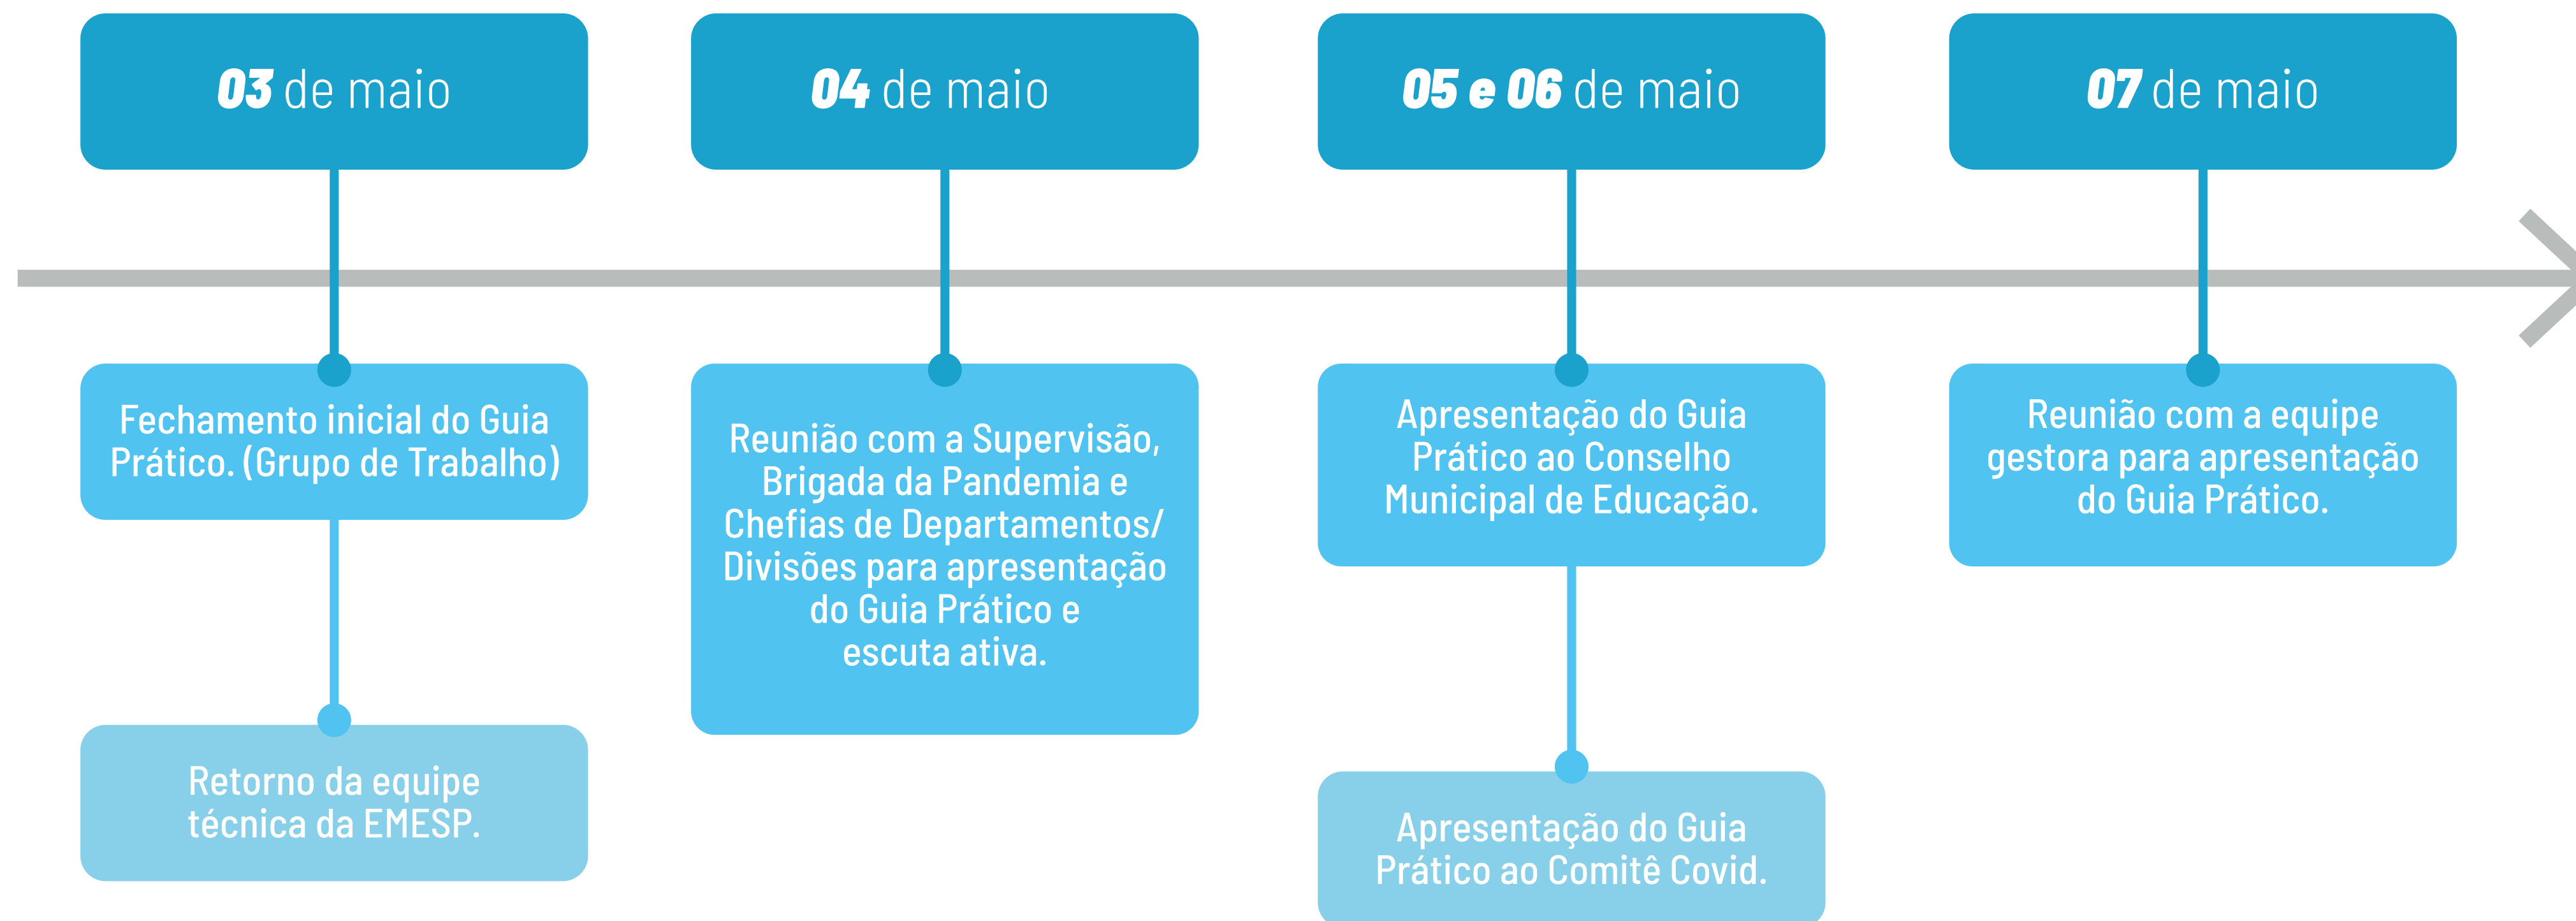 03 de maio
Fechamento inicial do Guia
Prático. (Grupo de Trabalho)
Retorno da equipe
técnica da EMESP.
04 de maio
Reunião com a Supervisão,
Brigada da Pandemia e
Chefias de Departamentos/
Divisões para apresentação
do Guia Prático e
escuta ativa.
05 e 06 de maio
Apresentação do Guia
Prático ao Conselho
Municipal de Educação.
Apresentação do Guia
Prático ao Comitê Covid.
07 de maio
Reunião com a equipe
gestora para apresentação
do Guia Prático.